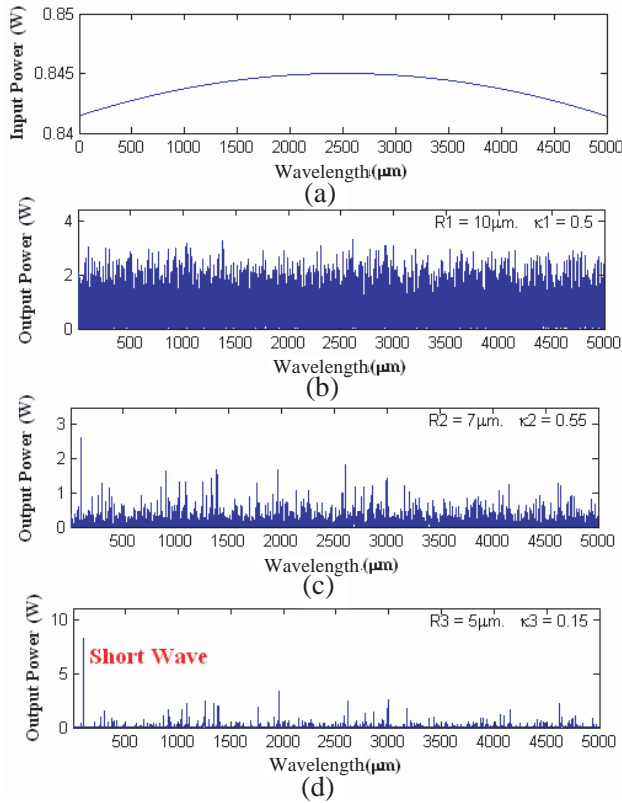 Input Power (W)
0.85
0.845
0.84
0 500 1000 1500 2000 2500 3000 3500 4000 4500 5000
Wavelength.(μm)
(a)
Output Power (W)
4
2
0
R1 = 10μm. κ1 = 0.5
500 1000 1500 2000 2500 3000 3500 4000 4500 5000
Wavelength.(μm)
(b)
Output Power (W)
3
2
1
0
R2 = 7μm. κ2 = 0.55
500 1000 1500 2000 2500 3000 3500 4000 4500 5000
Wavelength.(μm)
(c)
Output Power (W)
10
5
0
R3 = 5μm. κ3 = 0.15
Short Wave
500 1000 1500 2000 2500 3000 3500 4000 4500 5000
Wavelength.(μm)
(d)